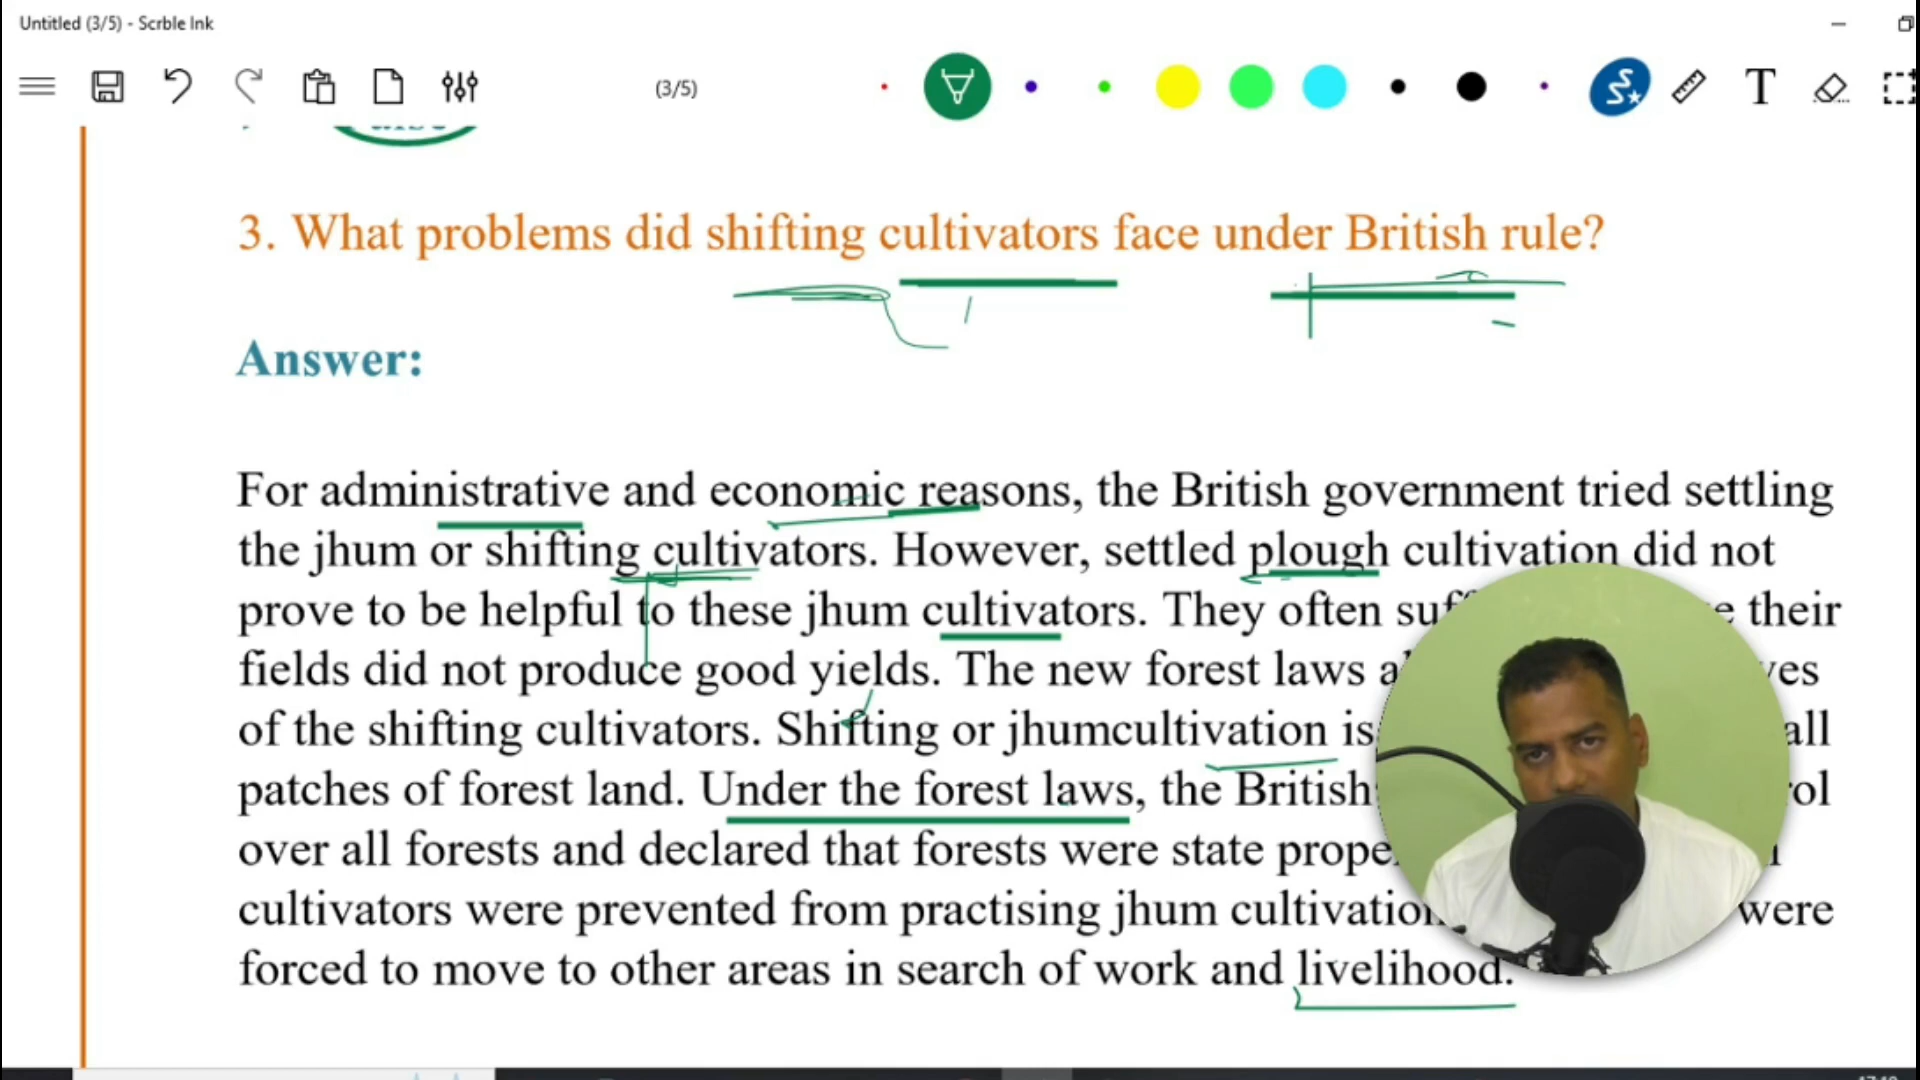 Untitled (3/5) - Scrble Ink
(3/5)
T
3. What problems did shifting cultivators face under British rule?
Answer:
For administrative and economic reasons, the British government tried settling
the jhum or shifting cultivators. However, settled plough cultivation did not
prove to be helpful to these jhum cultivators. They often their
fields did not produce good yields. The new forest laws
of the shifting cultivators. Shifting or jhumcultivation is all
patches of forest land. Under the forest laws, the British
over all forests and declared that forests were state
cultivators were prevented from practising jhum cultivation were
forced to move to other areas in search of work and livelihood.